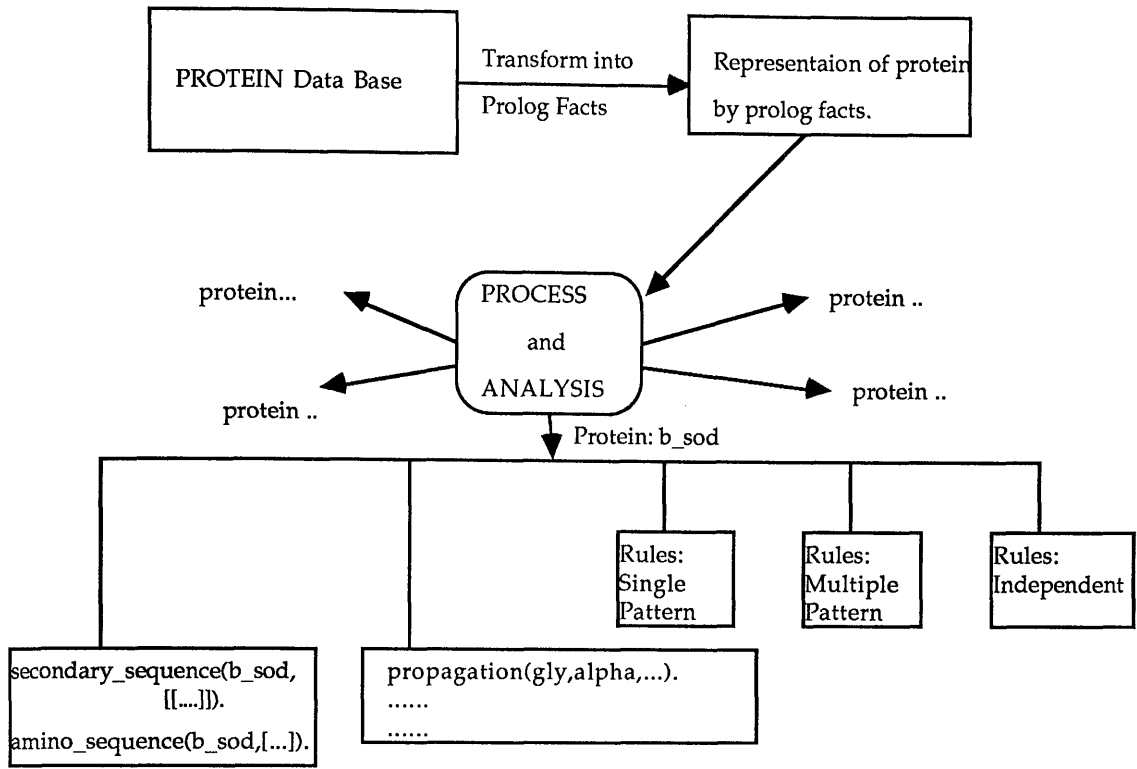 PROTEIN Data Base
Transform into
Prolog Facts
Representaion of protein
by prolog facts.
protein...
PROCESS
and
ANALYSIS
protein ..
protein ..
protein ..
Protein: b_sod
Rules:
Single
Pattern
Rules:
Multiple
Pattern
Rules:
Independent
secondary_sequence(b_sod,
[[....]]).
amino_sequence(b_sod,[...]).
propagation(gly,alpha,...).
......
......